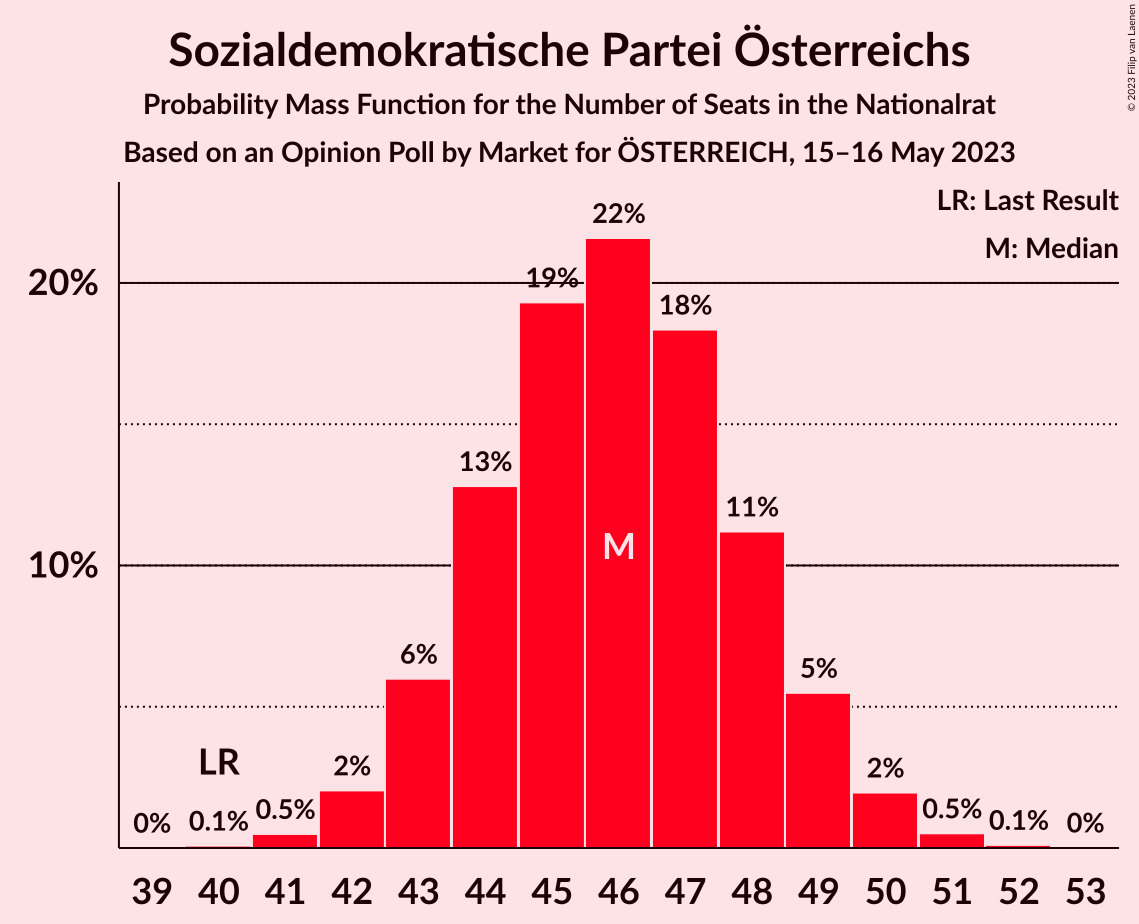 Sozialdemokratische Partei Österreichs
Probability Mass Function for the Number of Seats in the Nationalrat
Based on an Opinion Poll by Market for ÖSTERREICH, 15–16 May 2023
© 2023 Filip van Laenen
LR: Last Result
M: Median
22%
20%
19%
18%
13%
11%
M
10%
6%
5%
LR
2%
2%
0%
0.1%
0.5%
0.5%
0.1%
0%
39 40 41 42 43 44 45 46 47 48 49 50 51 52 53